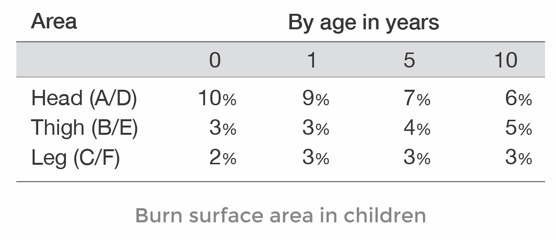 Area By age in years
0 1 5 10
Head (A/D) 10% 9% 7% 6%
Thigh (B/E) 3% 3% 4% 5%
Leg (C/F) 2% 3% 3% 3%
Burn surface area in children